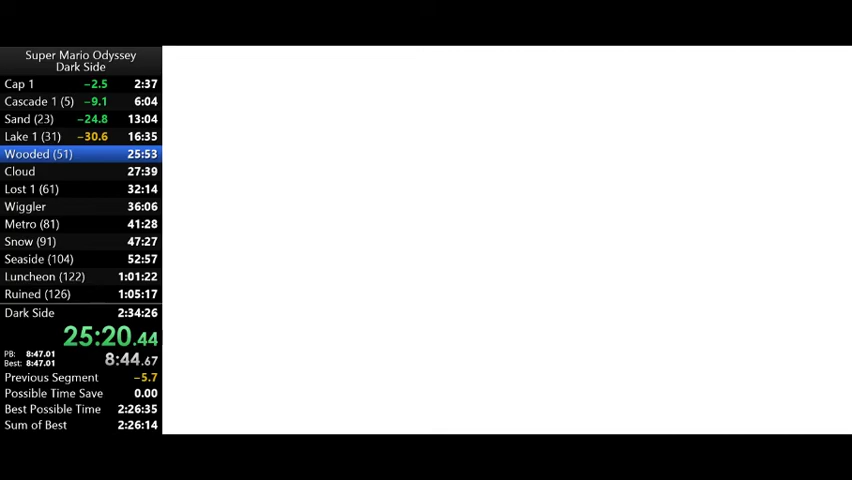 Super Mario Odyssey
Dark Side
Cap 1 −2.5 2:37
Cascade 1 (5) −9.1 6:04
Sand (23) −24.8 13:04
Lake 1 (31) −30.6 16:35
Wooded (51) 25:53
Cloud 27:39
Lost 1 (61) 32:14
Wiggler 36:06
Metro (81) 41:28
Snow (91) 47:27
Seaside (104) 52:57
Luncheon (122) 1:01:22
Ruined (126) 1:05:17
Dark Side 2:34:26
25:20.44
PB: 8:47.01
Best: 8:47.01
8:44.67
Previous Segment −5.7
Possible Time Save 0.00
Best Possible Time 2:26:35
Sum of Best 2:26:14